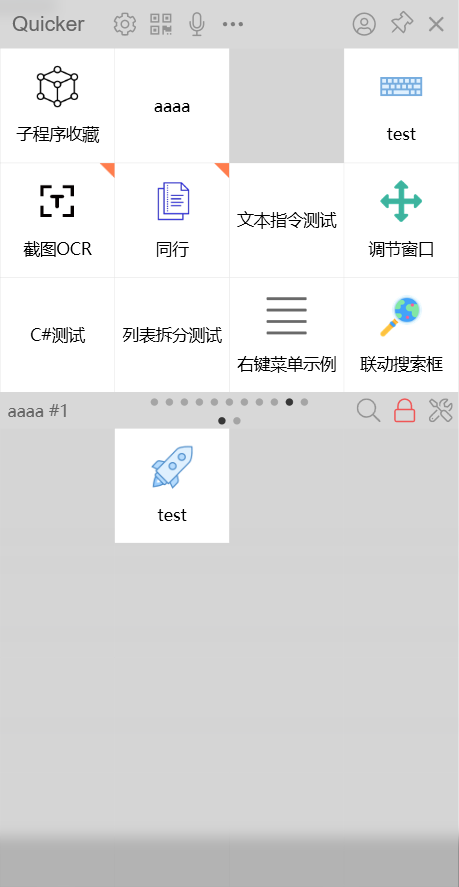 Quicker
子程序收藏
aaaa
test
截图OCR
同行
文本指令测试
调节窗口
C#测试
列表拆分测试
右键菜单示例
联动搜索框
aaaa #1
test